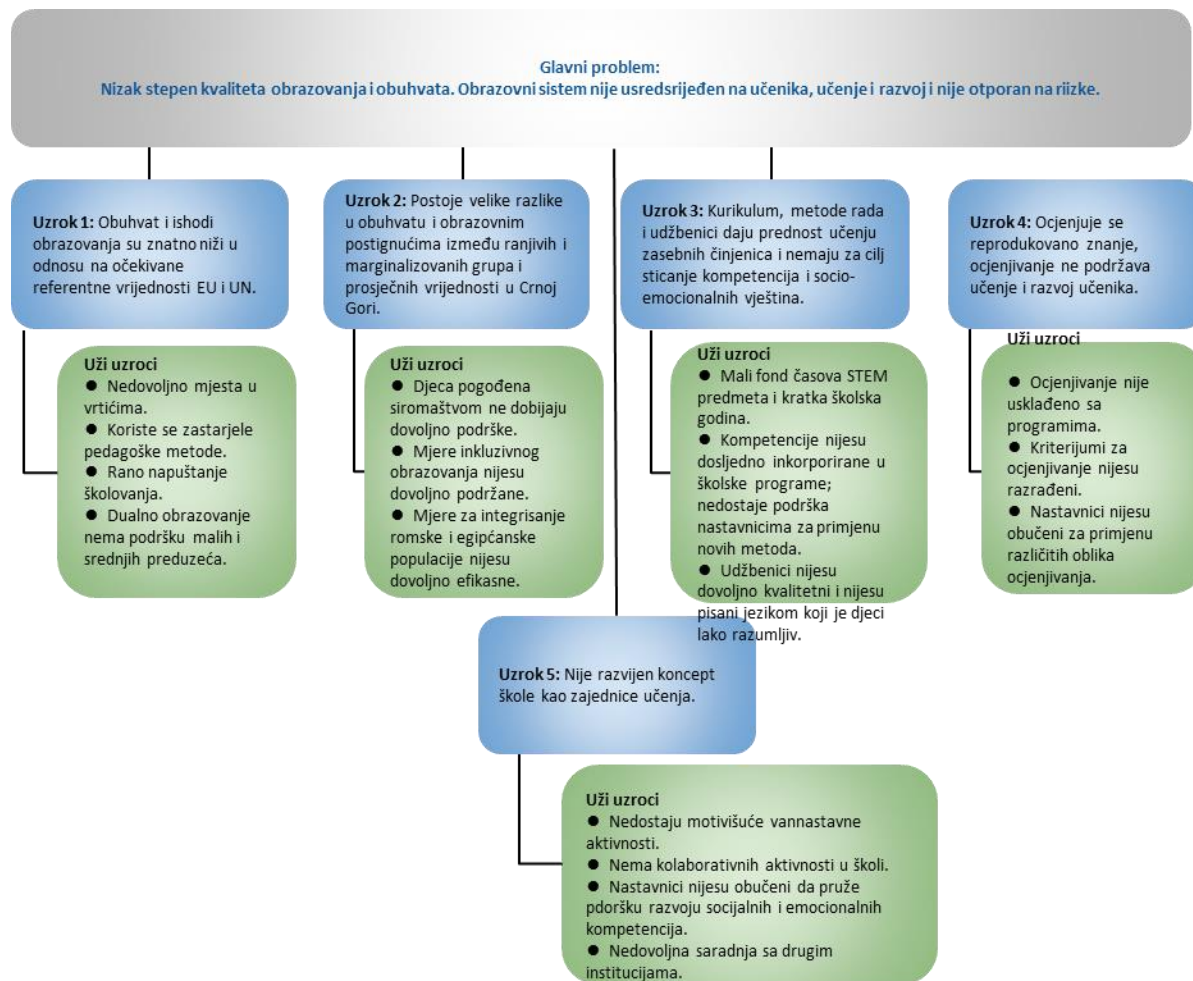 Glavni problem:
Nizak stepen kvaliteta obrazovanja i obuhvata. Obrazovni sistem nije usredsrijeđen na učenika, učenje i razvoj i nije otporan na riizke.
Uzrok 1: Obuhvat i ishodi
obrazovanja su znatno niži u
odnosu na očekivane
referentne vrijednosti EU i UN.
Uži uzroci
● Nedovoljno mjesta u
vrtićima.
● Koriste se zastarjele
pedagoške metode.
● Rano napuštanje
školovanja.
● Dualno obrazovanje
nema podršku malih i
srednjih preduzeća.
Uzrok 2: Postoje velike razlike
u obuhvatu i obrazovnim
postignućima između ranjivih i
marginalizovanih grupa i
prosječnih vrijednosti u Crnoj
Gori.
Uži uzroci
● Djeca pogođena
siromaštvom ne dobijaju
dovoljno podrške.
● Mjere inkluzivnog
obrazovanja nijesu
dovoljno podržane.
● Mjere za integrisanje
romske i egipćanske
populacije nijesu
dovoljno efikasne.
Uzrok 3: Kurikulum, metode rada
i udžbenici daju prednost učenju
zasebnih činjenica i nemaju za cilj
sticanje kompetencija i socio-
emocionalnih vještina.
Uži uzroci
● Mali fond časova STEM
predmeta i kratka školska
godina.
● Kompetencije nijesu
dosljedno inkorporirane u
školske programe;
nedostaje podrška
nastavnicima za primjenu
novih metoda.
● Udžbenici nijesu
dovoljno kvalitetni i nijesu
pisani jezikom koji je djeci
lako razumljiv.
Uzrok 4: Ocjenjuje se
reprodukovano znanje,
ocjenjivanje ne podržava
učenje i razvoj učenika.
Uži uzroci
● Ocjenjivanje nije
usklađeno sa
programima.
● Kriterijumi za
ocjenjivanje nijesu
razrađeni.
● Nastavnici nijesu
obučeni za primjenu
različitih oblika
ocjenjivanja.
Uzrok 5: Nije razvijen koncept
škole kao zajednice učenja.
Uži uzroci
● Nedostaju motivišuće vannastavne
aktivnosti.
● Nema kolaborativnih aktivnosti u školi.
● Nastavnici nijesu obučeni da pruže
pdoršku razvoju socijalnih i emocionalnih
kompetencija.
● Nedovoljna saradnja sa drugim
institucijama.